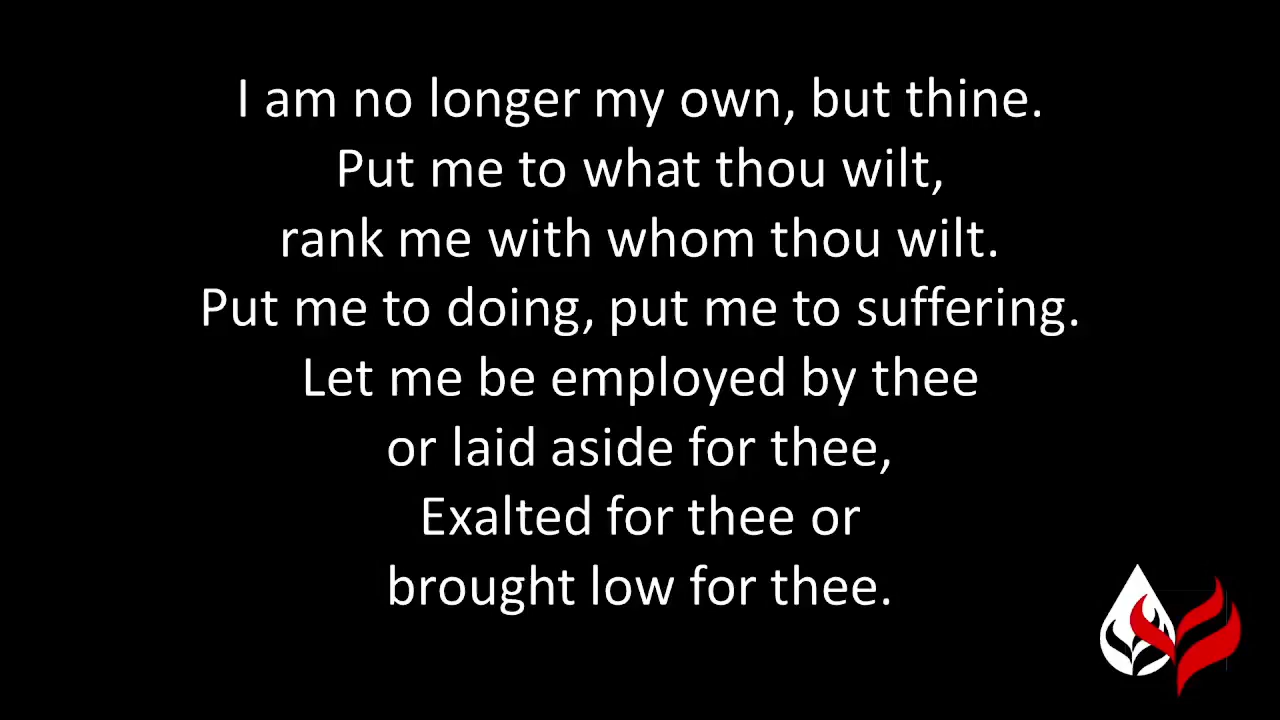 I am no longer my own, but thine.
Put me to what thou wilt,
rank me with whom thou wilt.
Put me to doing, put me to suffering.
Let me be employed by thee
or laid aside for thee,
Exalted for thee or
brought low for thee.